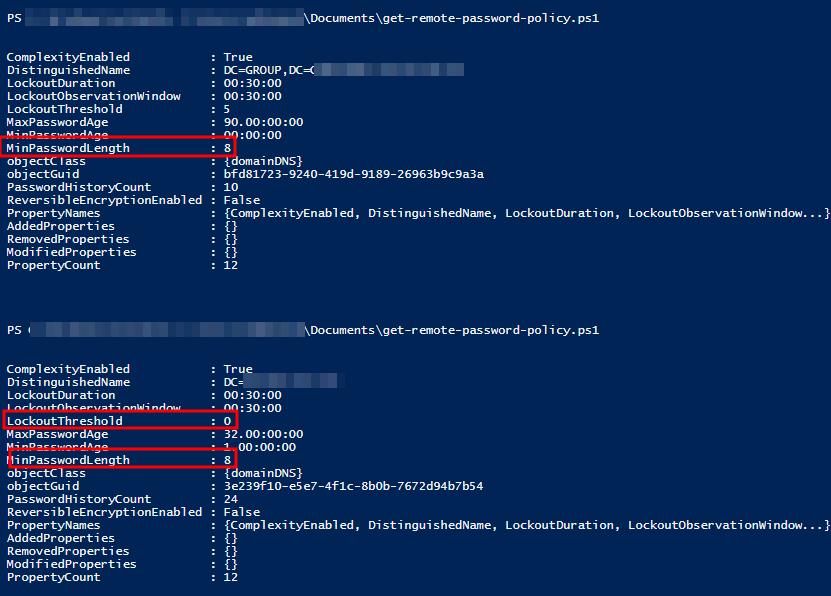 PS \Documents\get-remote-password-policy.ps1
ComplexityEnabled : True
DistinguishedName : DC=GROUP,DC=
LockoutDuration : 00:30:00
LockoutObservationWindow : 00:30:00
LockoutThreshold : 5
MaxPasswordAge : 90.00:00:00
MinPasswordAge : 00:00:00
MinPasswordLength : 8
objectClass : {domainDNS}
objectGuid : bfd81723-9240-419d-9189-26963b9c9a3a
PasswordHistoryCount : 10
ReversibleEncryptionEnabled : False
PropertyNames : {ComplexityEnabled, DistinguishedName, LockoutDuration, LockoutObservationWindow...}
AddedProperties : {}
RemovedProperties : {}
ModifiedProperties : {}
PropertyCount : 12
PS \Documents\get-remote-password-policy.ps1
ComplexityEnabled : True
DistinguishedName : DC=
LockoutDuration : 00:30:00
LockoutObservationWindow : 00:30:00
LockoutThreshold : 0
MaxPasswordAge : 32.00:00:00
MinPasswordAge : 1.00:00:00
MinPasswordLength : 8
objectClass : {domainDNS}
objectGuid : 3e239f10-e5e7-4f1c-8b0b-7672d94b7b54
PasswordHistoryCount : 24
ReversibleEncryptionEnabled : False
PropertyNames : {ComplexityEnabled, DistinguishedName, LockoutDuration, LockoutObservationWindow...}
AddedProperties : {}
RemovedProperties : {}
ModifiedProperties : {}
PropertyCount : 12